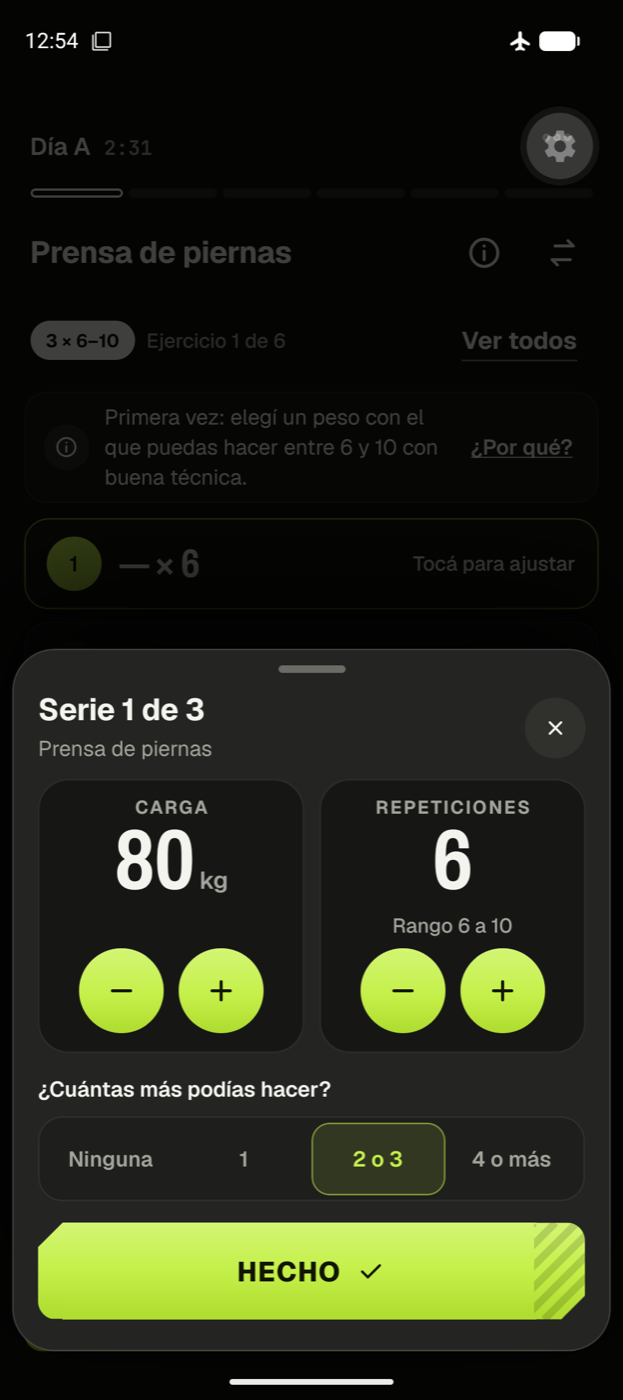 12:54
Día A 2:31
Prensa de piernas
3 × 6–10 Ejercicio 1 de 6 Ver todos
Primera vez: elegí un peso con el
que puedas hacer entre 6 y 10 con
buena técnica.
¿Por qué?
1 — × 6 Tocá para ajustar
Serie 1 de 3
Prensa de piernas
CARGA
80 kg
− +
REPETICIONES
6
Rango 6 a 10
− +
¿Cuántas más podías hacer?
Ninguna 1 2 o 3 4 o más
HECHO